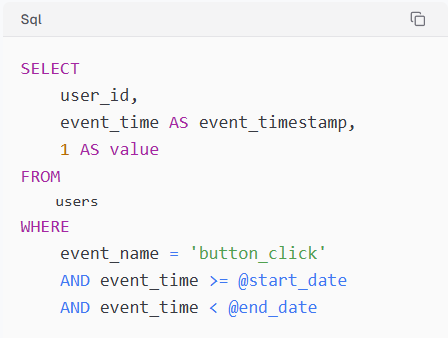 Sql
SELECT
    user_id,
    event_time AS event_timestamp,
    1 AS value
FROM
    users
WHERE
    event_name = 'button_click'
    AND event_time >= @start_date
    AND event_time < @end_date